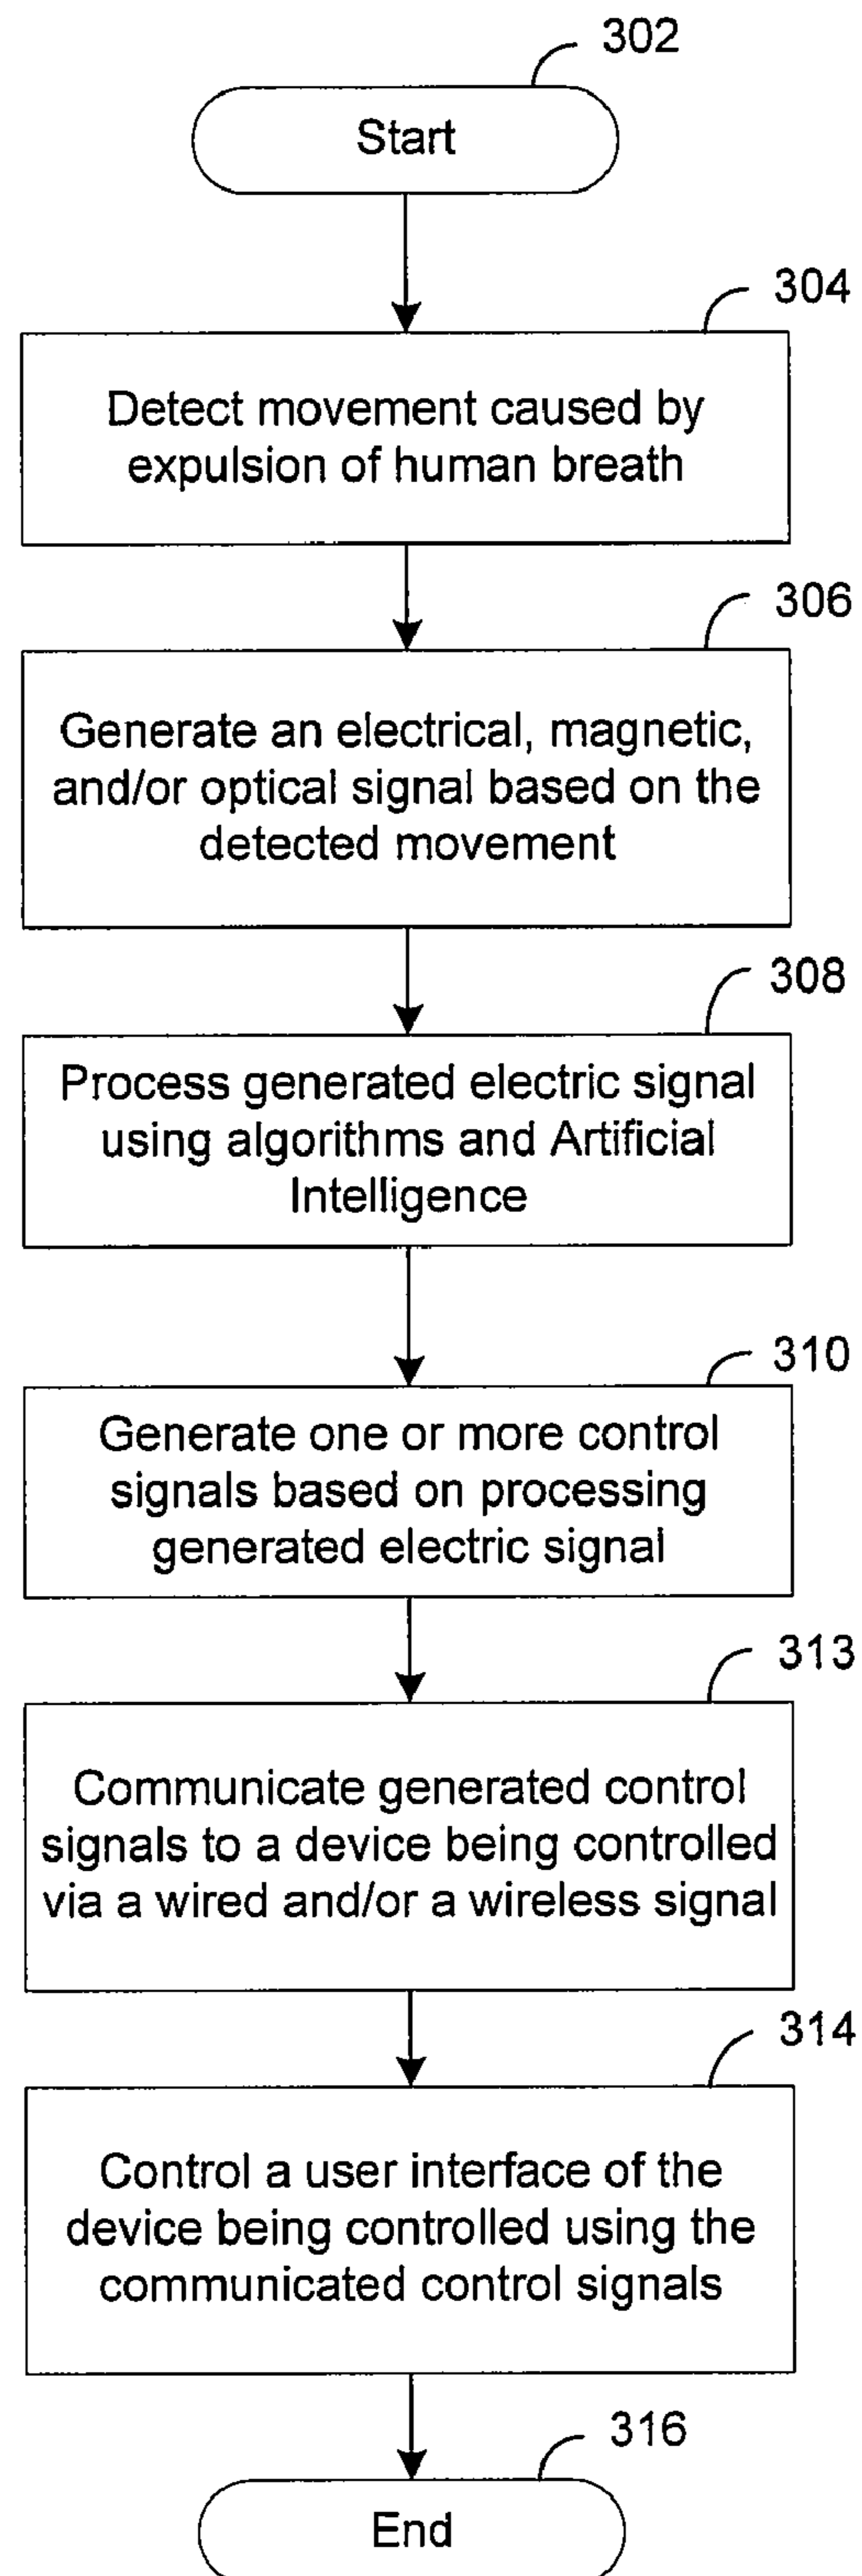 302
Start
304
Detect movement caused by
expulsion of human breath
306
Generate an electrical, magnetic,
and/or optical signal based on the
detected movement
308
Process generated electric signal
using algorithms and Artificial
Intelligence
310
Generate one or more control
signals based on processing
generated electric signal
313
Communicate generated control
signals to a device being controlled
via a wired and/or a wireless signal
314
Control a user interface of the
device being controlled using the
communicated control signals
316
End